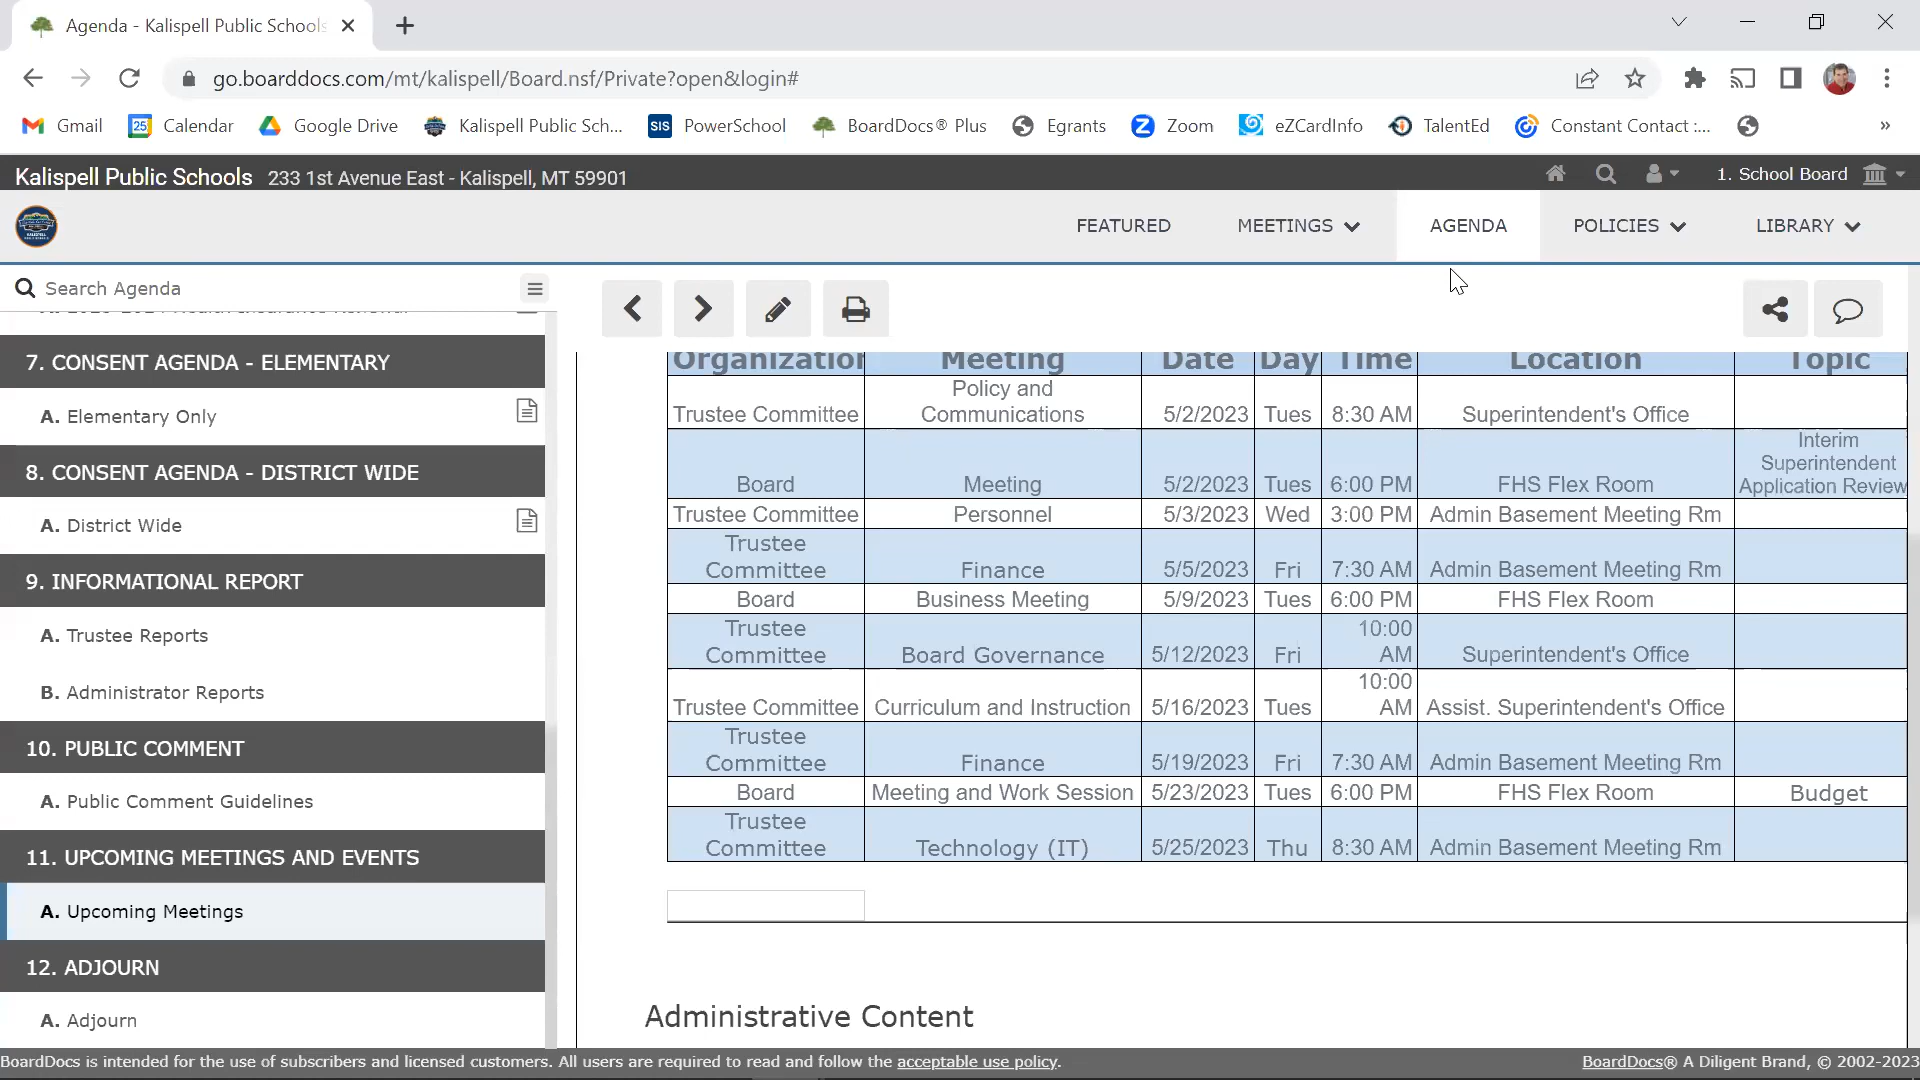 Agenda - Kalispell Public Schools
go.boarddocs.com/mt/kalispell/Board.nsf/Private?open&login#
Gmail 25 Calendar Google Drive Kalispell Public Sch... SIS PowerSchool BoardDocs® Plus Egrants Z Zoom eZCardInfo TalentEd Constant Contact :... »
Kalispell Public Schools 233 1st Avenue East - Kalispell, MT 59901 1. School Board
FEATURED MEETINGS AGENDA POLICIES LIBRARY
Search Agenda
7. CONSENT AGENDA - ELEMENTARY
A. Elementary Only
8. CONSENT AGENDA - DISTRICT WIDE
A. District Wide
9. INFORMATIONAL REPORT
A. Trustee Reports
B. Administrator Reports
10. PUBLIC COMMENT
A. Public Comment Guidelines
11. UPCOMING MEETINGS AND EVENTS
A. Upcoming Meetings
12. ADJOURN
A. Adjourn
Organization Meeting Date Day Time Location Topic
Policy and
Trustee Committee Communications 5/2/2023 Tues 8:30 AM Superintendent's Office
Interim
Superintendent
Board Meeting 5/2/2023 Tues 6:00 PM FHS Flex Room Application Review
Trustee Committee Personnel 5/3/2023 Wed 3:00 PM Admin Basement Meeting Rm
Trustee
Committee Finance 5/5/2023 Fri 7:30 AM Admin Basement Meeting Rm
Board Business Meeting 5/9/2023 Tues 6:00 PM FHS Flex Room
Trustee 10:00
Committee Board Governance 5/12/2023 Fri AM Superintendent's Office
10:00
Trustee Committee Curriculum and Instruction 5/16/2023 Tues AM Assist. Superintendent's Office
Trustee
Committee Finance 5/19/2023 Fri 7:30 AM Admin Basement Meeting Rm
Board Meeting and Work Session 5/23/2023 Tues 6:00 PM FHS Flex Room Budget
Trustee
Committee Technology (IT) 5/25/2023 Thu 8:30 AM Admin Basement Meeting Rm
Administrative Content
BoardDocs is intended for the use of subscribers and licensed customers. All users are required to read and follow the acceptable use policy. BoardDocs® A Diligent Brand, © 2002-2023